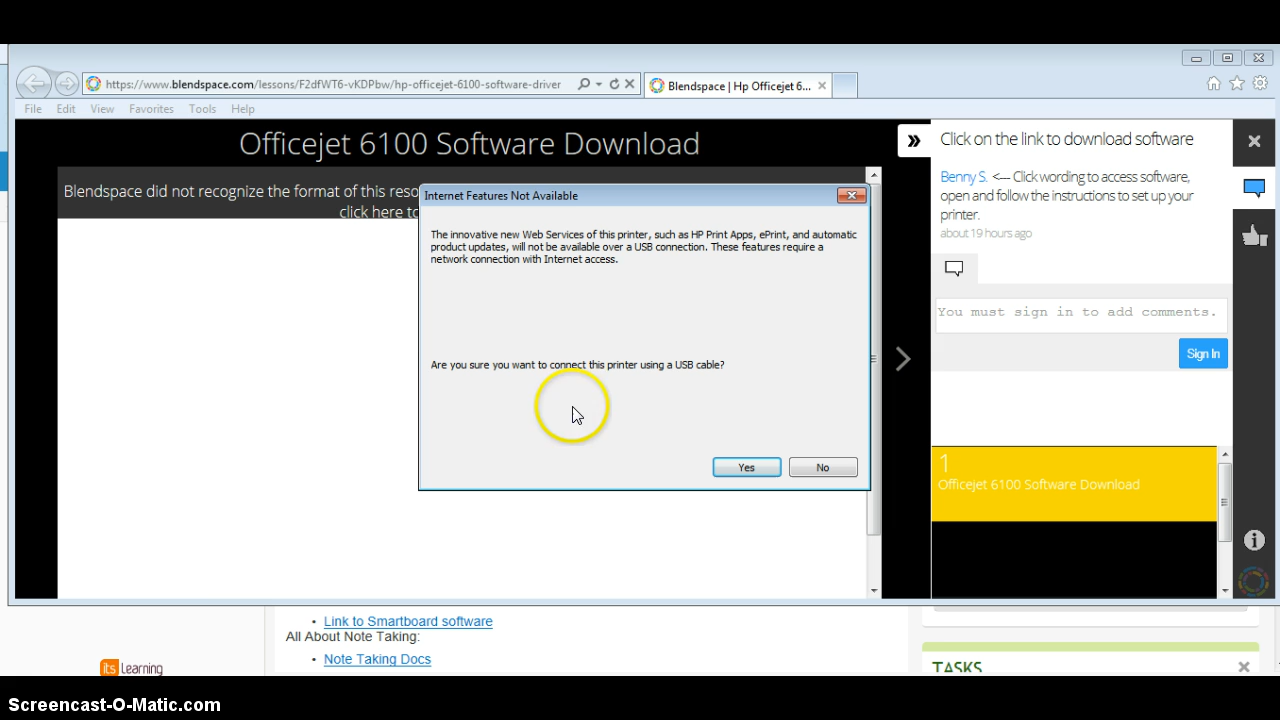 https://www.blendspace.com/lessons/F2dfWT6-vKDPbw/hp-officejet-6100-software-driver
Blendspace | Hp Officejet 6...
File Edit View Favorites Tools Help
Officejet 6100 Software Download
Blendspace did not recognize the format of this reso
click here to
Internet Features Not Available
The innovative new Web Services of this printer, such as HP Print Apps, ePrint, and automatic
product updates, will not be available over a USB connection. These features require a
network connection with Internet access.
Are you sure you want to connect this printer using a USB cable?
Yes No
Click on the link to download software
Benny S. <--- Click wording to access software,
open and follow the instructions to set up your
printer.
about 19 hours ago
You must sign in to add comments.
Sign In
1
Officejet 6100 Software Download
• Link to Smartboard software
All About Note Taking:
• Note Taking Docs
its Learning
TASKS
Screencast-O-Matic.com